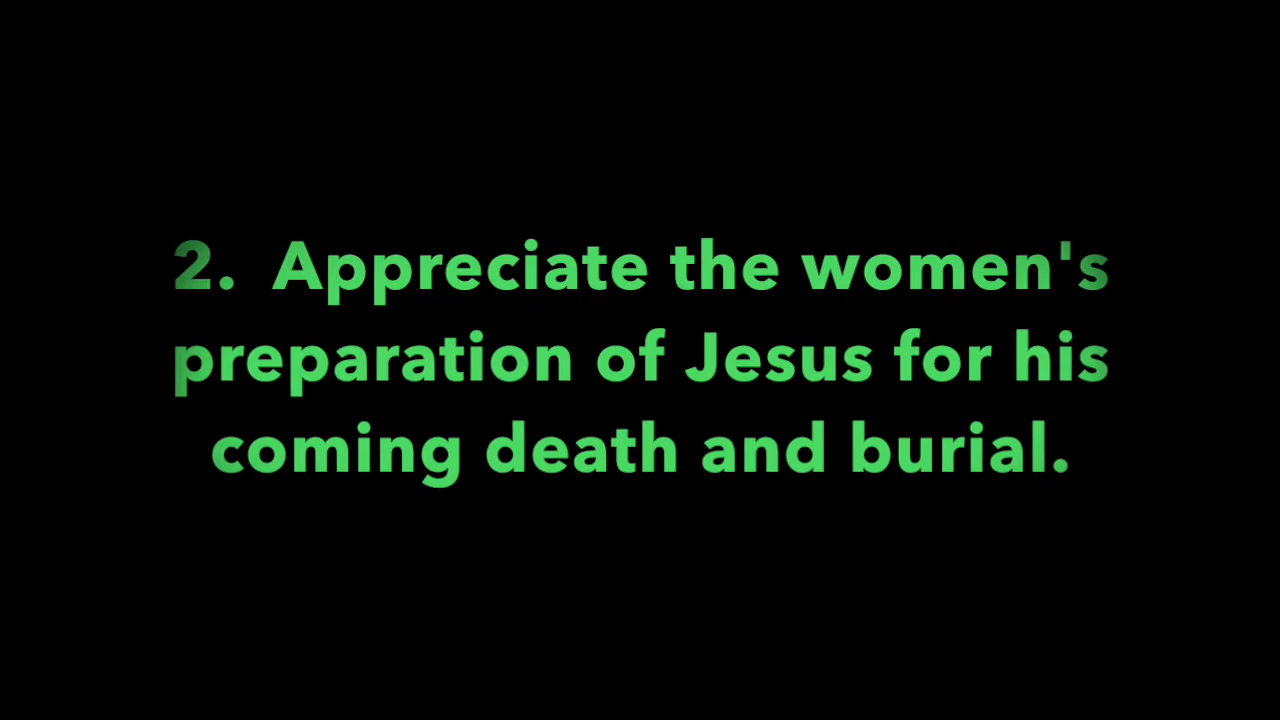 2.  Appreciate the women's
preparation of Jesus for his
coming death and burial.